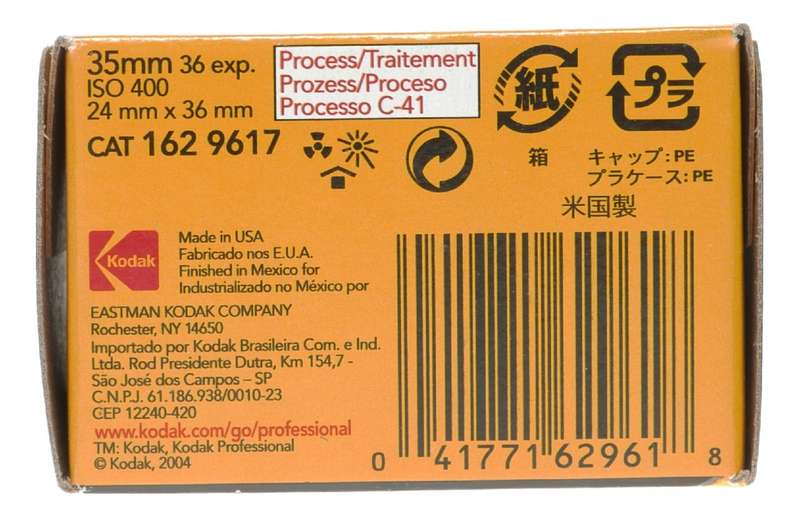 35mm 36 exp.
ISO 400
24 mm x 36 mm
CAT 162 9617
Process/Traitement
Prozess/Proceso
Processo C-41
紙
箱
プラ
キャップ : PE
プラケース : PE
米国製
Kodak
Made in USA
Fabricado nos E.U.A.
Finished in Mexico for
Industrializado no México por
EASTMAN KODAK COMPANY
Rochester, NY 14650
Importado por Kodak Brasileira Com. e Ind.
Ltda. Rod Presidente Dutra, Km 154,7 -
São José dos Campos – SP
C.N.P.J. 61.186.938/0010-23
CEP 12240-420
www.kodak.com/go/professional
TM: Kodak, Kodak Professional
© Kodak, 2004
0 41771 62961 8